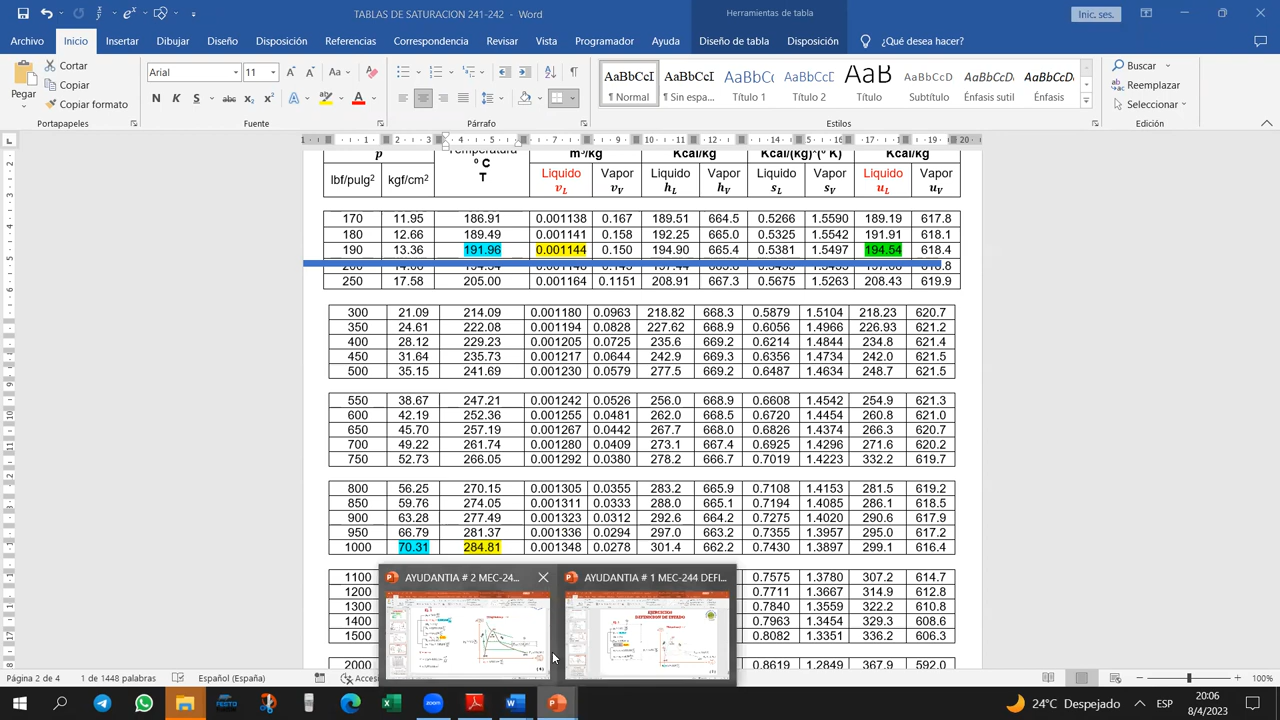 TABLAS DE SATURACION 241-242 - Word
Herramientas de tabla
Inic. ses.
Archivo Inicio Insertar Dibujar Diseño Disposición Referencias Correspondencia Revisar Vista Programador Ayuda Diseño de tabla Disposición ¿Qué desea hacer?
Pegar
Cortar
Copiar
Copiar formato
Portapapeles
Arial 11
N K S abc x₂ x²
Fuente
Párrafo
AaBbCcI AaBbCcI AaBbC AaBbCcI AaB AaBbCcD AaBbCcD AaBbCcD
¶ Normal ¶ Sin espa... Título 1 Título 2 Título Subtítulo Énfasis sutil Énfasis
Estilos
Buscar
Reemplazar
Seleccionar
Edición
p Temperatura m³/kg Kcal/kg Kcal/(kg)*(° K) Kcal/kg
° C
lbf/pulg² kgf/cm² T Liquido Vapor Liquido Vapor Liquido Vapor Liquido Vapor
vL vV hL hV sL sV uL uV
170 11.95 186.91 0.001138 0.167 189.51 664.5 0.5266 1.5590 189.19 617.8
180 12.66 189.49 0.001141 0.158 192.25 665.0 0.5325 1.5542 191.91 618.1
190 13.36 191.96 0.001144 0.150 194.90 665.4 0.5381 1.5497 194.54 618.4
250 17.58 205.00 0.001164 0.1151 208.91 667.3 0.5675 1.5263 208.43 619.9
300 21.09 214.09 0.001180 0.0963 218.82 668.3 0.5879 1.5104 218.23 620.7
350 24.61 222.08 0.001194 0.0828 227.62 668.9 0.6056 1.4966 226.93 621.2
400 28.12 229.23 0.001205 0.0725 235.6 669.2 0.6214 1.4844 234.8 621.4
450 31.64 235.73 0.001217 0.0644 242.9 669.3 0.6356 1.4734 242.0 621.5
500 35.15 241.69 0.001230 0.0579 277.5 669.2 0.6487 1.4634 248.7 621.5
550 38.67 247.21 0.001242 0.0526 256.0 668.9 0.6608 1.4542 254.9 621.3
600 42.19 252.36 0.001255 0.0481 262.0 668.5 0.6720 1.4454 260.8 621.0
650 45.70 257.19 0.001267 0.0442 267.7 668.0 0.6826 1.4374 266.3 620.7
700 49.22 261.74 0.001280 0.0409 273.1 667.4 0.6925 1.4296 271.6 620.2
750 52.73 266.05 0.001292 0.0380 278.2 666.7 0.7019 1.4223 332.2 619.7
800 56.25 270.15 0.001305 0.0355 283.2 665.9 0.7108 1.4153 281.5 619.2
850 59.76 274.05 0.001311 0.0333 288.0 665.1 0.7194 1.4085 286.1 618.5
900 63.28 277.49 0.001323 0.0312 292.6 664.2 0.7275 1.4020 290.6 617.9
950 66.79 281.37 0.001336 0.0294 297.0 663.2 0.7355 1.3957 295.0 617.2
1000 70.31 284.81 0.001348 0.0278 301.4 662.2 0.7430 1.3897 299.1 616.4
1100 0.7575 1.3780 307.2 614.7
1200 0.7711 1.3667 314.9 612.8
1300 0.7840 1.3559 322.2 610.8
1400 0.7963 1.3454 329.3 608.6
1500 0.8082 1.3351 336.2 606.3
2000 0.8619 1.2849 367.9 592.0
AYUDANTIA # 2 MEC-24...
AYUDANTIA # 1 MEC-244 DEFI...
EJERCICIOS
DEFINICION DE ESTADO
Página 2 de 4 1 de 1448 palabras Español (España) 100%
FESTO zoom
24°C Despejado ESP 20:06
8/4/2023